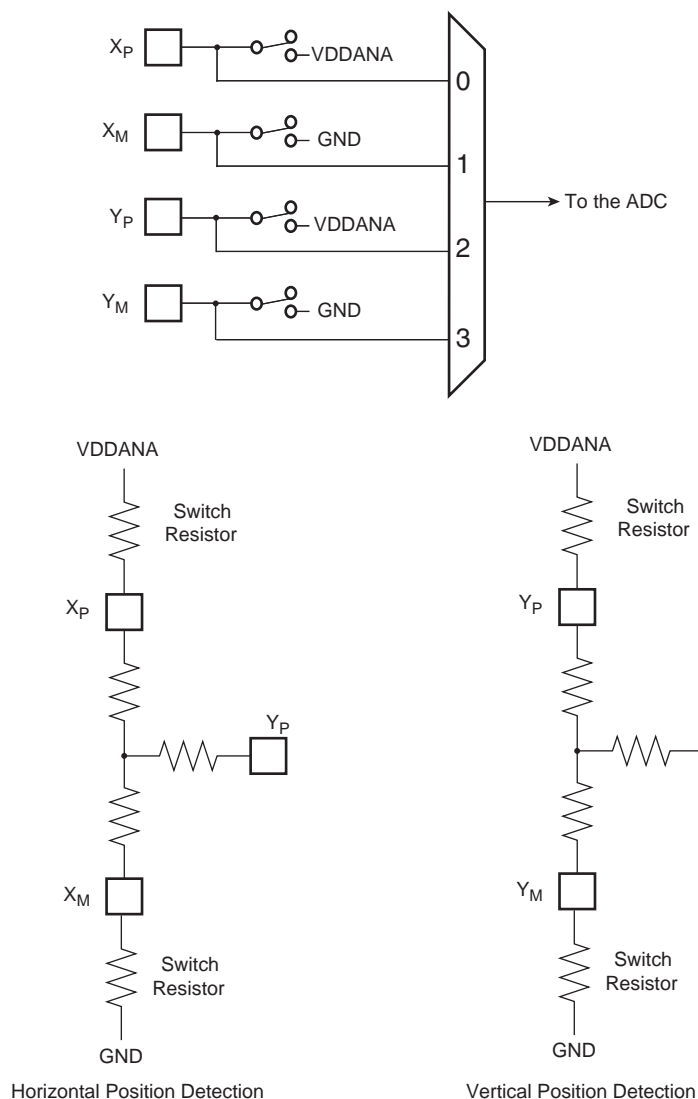 XP
VDDANA
0
XM
GND
1
To the ADC
YP
VDDANA
2
YM
GND
3
VDDANA
Switch
Resistor
XP
YP
XM
Switch
Resistor
GND
Horizontal Position Detection
VDDANA
Switch
Resistor
YP
YM
Switch
Resistor
GND
Vertical Position Detection